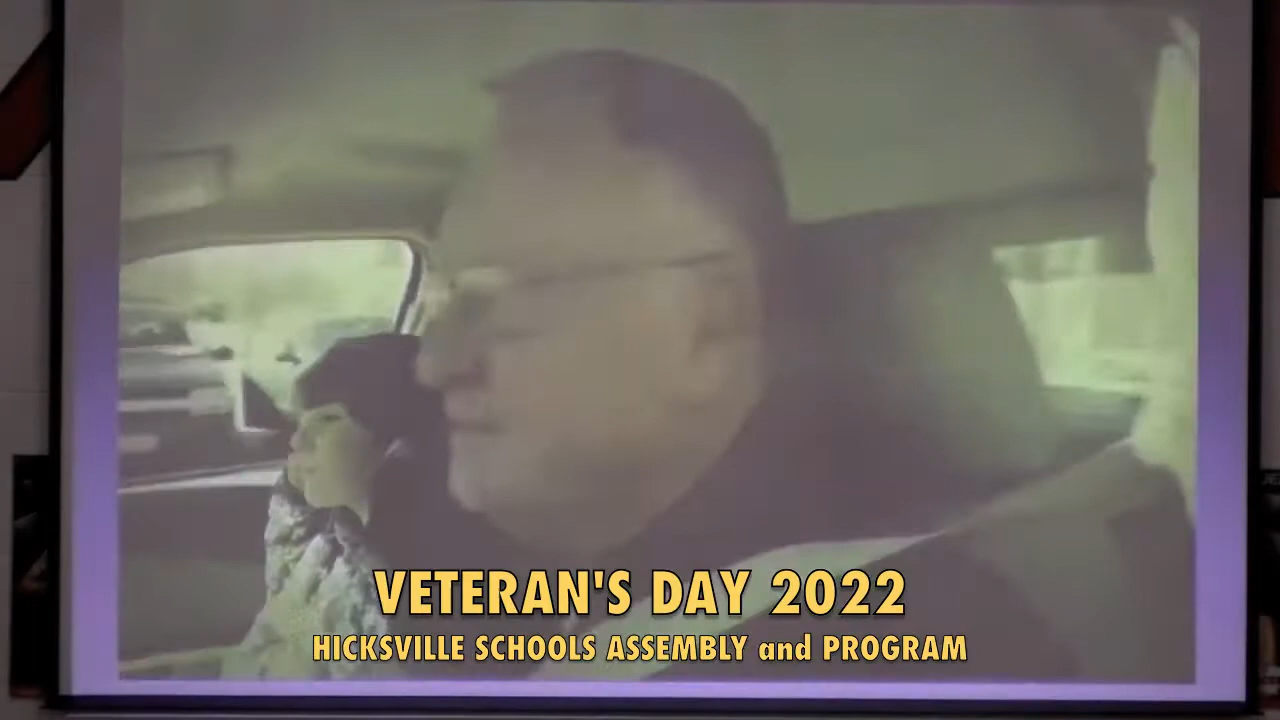 VETERAN'S DAY 2022
HICKSVILLE SCHOOLS ASSEMBLY and PROGRAM